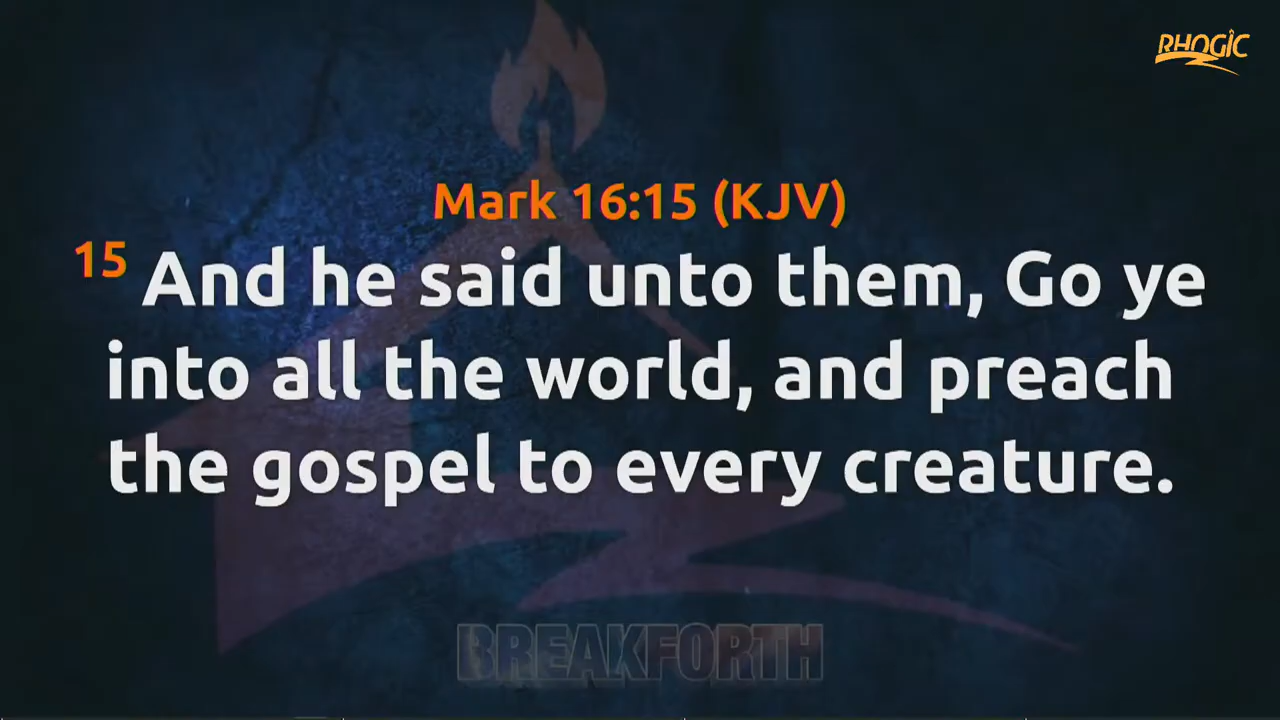 RHOGIC
Mark 16:15 (KJV)
15 And he said unto them, Go ye
into all the world, and preach
the gospel to every creature.
BREAKFORTH